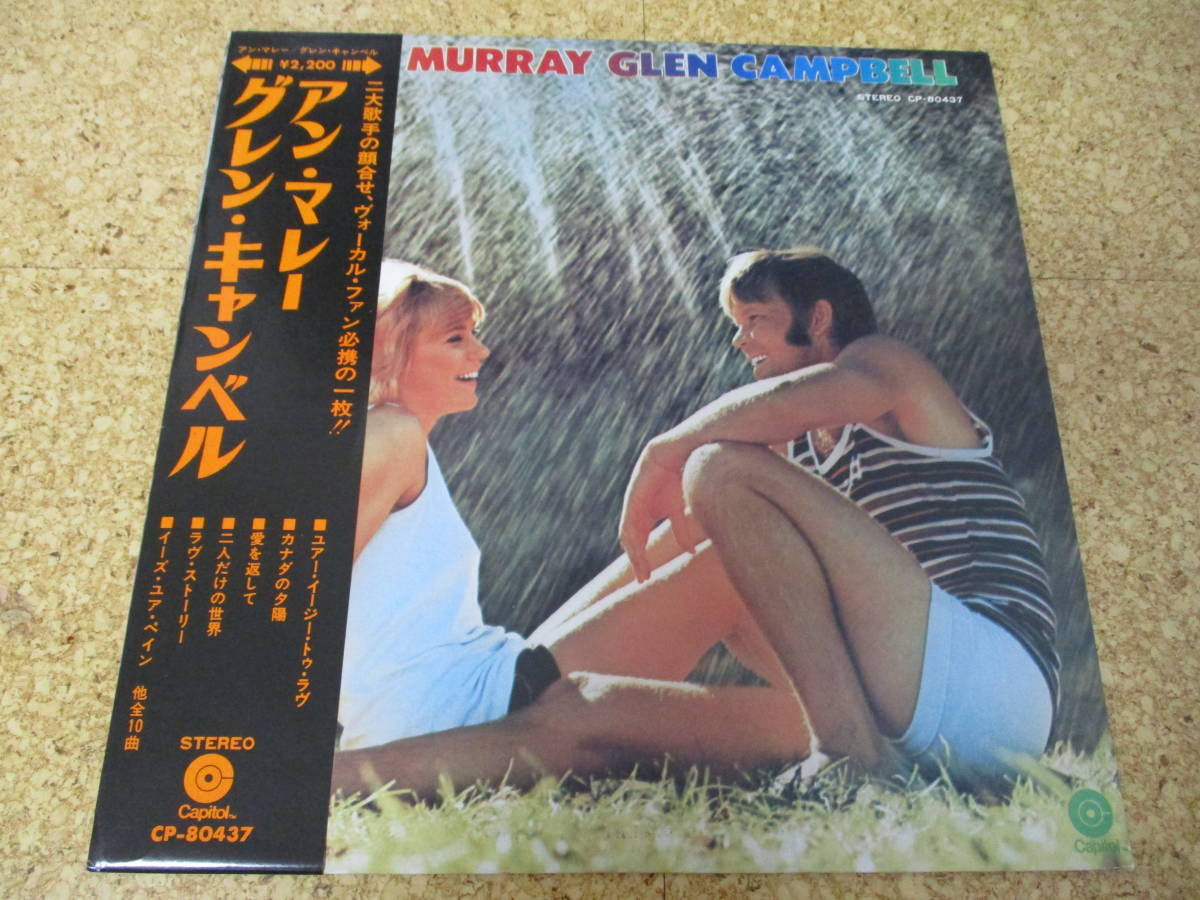 アン・マレー/グレン・キャンベル
¥2,200
アン・マレー
グレン・キャンベル
二大歌手の顔合せ、ヴォーカル・ファン必携の一枚!!
■ユアー・イージー・トゥ・ラヴ
■カナダの夕陽
■愛を返して
■二人だけの世界
■ラヴ・ストーリー
■イーズ・ユア・ペイン 他全10曲
STEREO
Capitol™
CP-80437
MURRAY GLEN CAMPBELL
STEREO CP-80437
Capitol